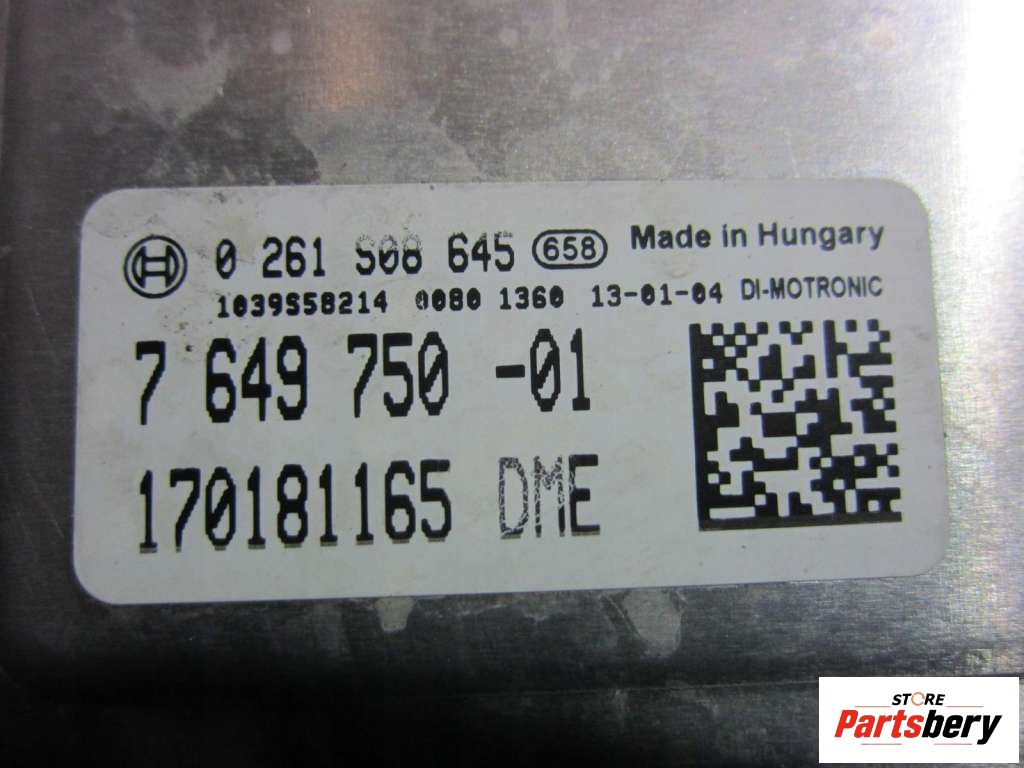 0 261 S08 645 658 Made in Hungary
1039S58214 0080 1360 13-01-04 DI-MOTRONIC
7 649 750 -01
170181165 DME
STORE
Partsbery